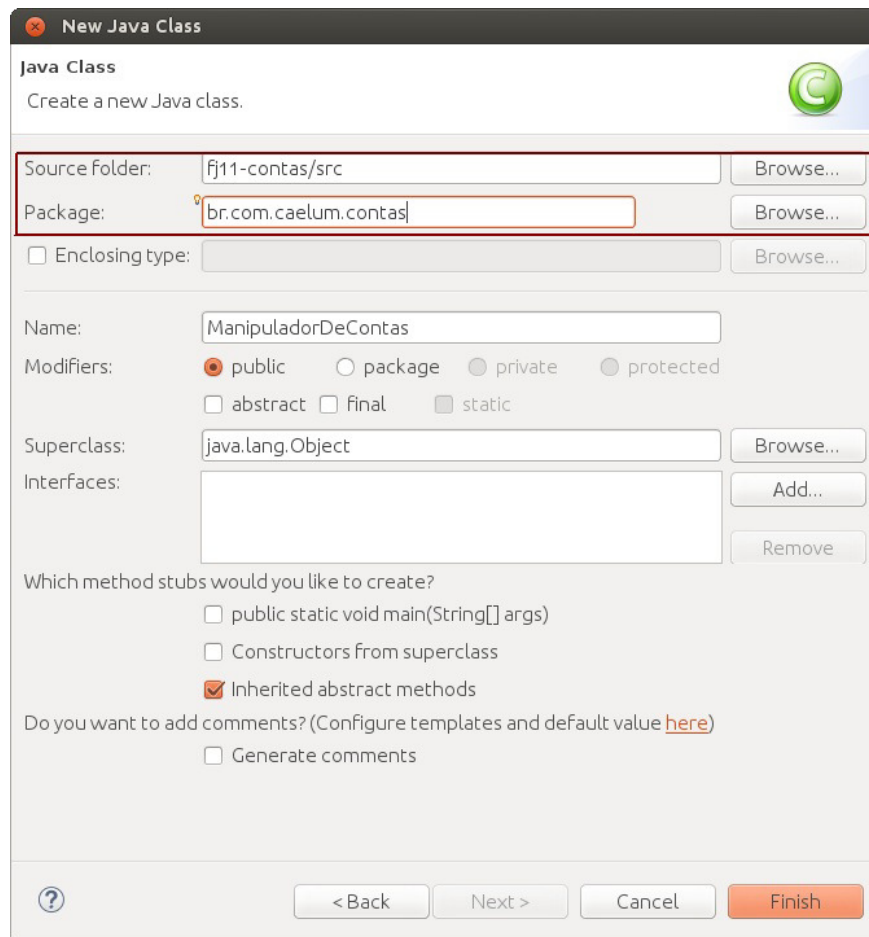 New Java Class
Java Class
Create a new Java class.
Source folder: fj11-contas/src Browse...
Package: br.com.caelum.contas Browse...
Enclosing type: Browse...
Name: ManipuladorDeContas
Modifiers: public package private protected
abstract final static
Superclass: java.lang.Object Browse...
Interfaces: Add...
Remove
Which method stubs would you like to create?
public static void main(String[] args)
Constructors from superclass
Inherited abstract methods
Do you want to add comments? (Configure templates and default value here)
Generate comments
? < Back Next > Cancel Finish